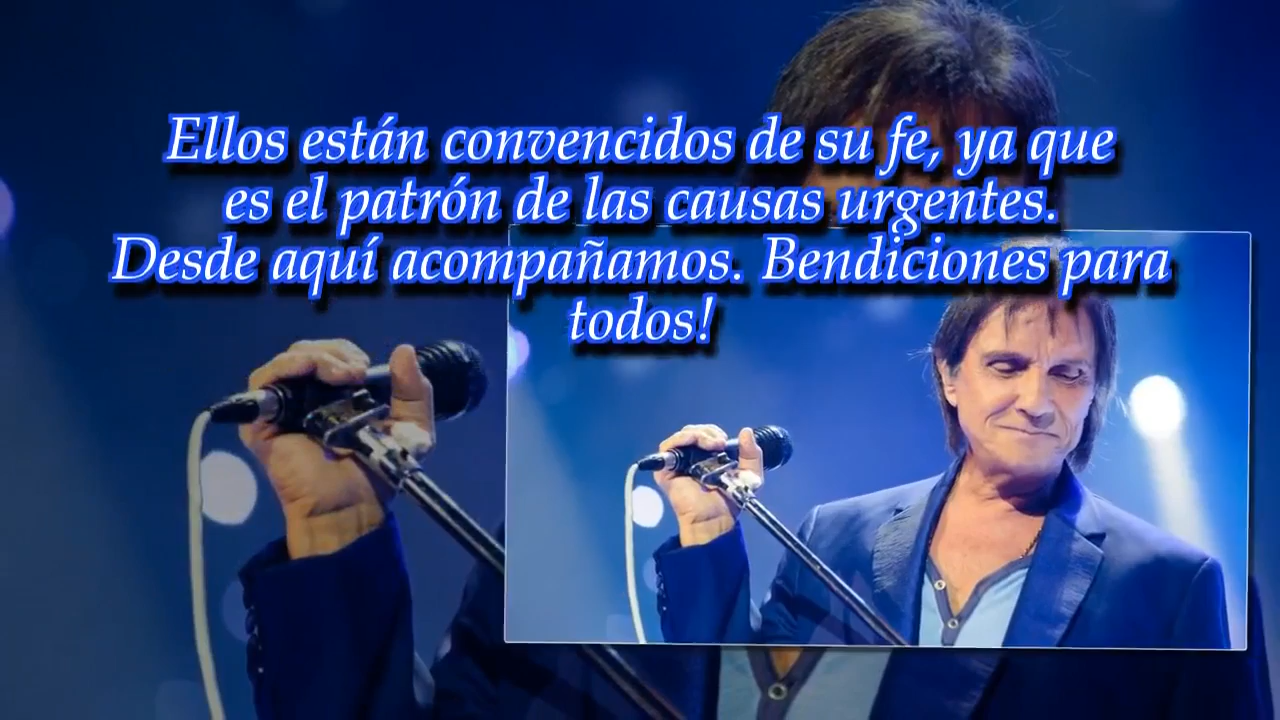 Ellos están convencidos de su fe, ya que
es el patrón de las causas urgentes.
Desde aquí acompañamos. Bendiciones para
todos!